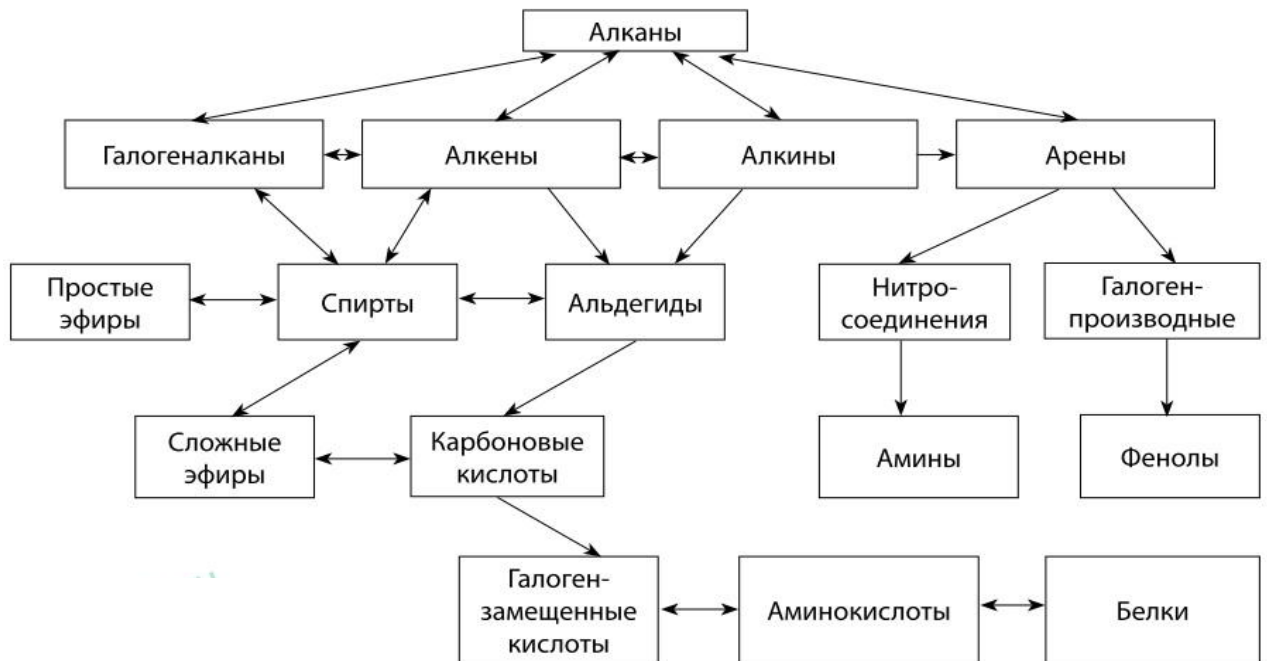 Алканы
Галогеналканы
Алкены
Алкины
Арены
Простые
эфиры
Спирты
Альдегиды
Нитро-
соединения
Галоген-
производные
Сложные
эфиры
Карбоновые
кислоты
Амины
Фенолы
Галоген-
замещенные
кислоты
Аминокислоты
Белки